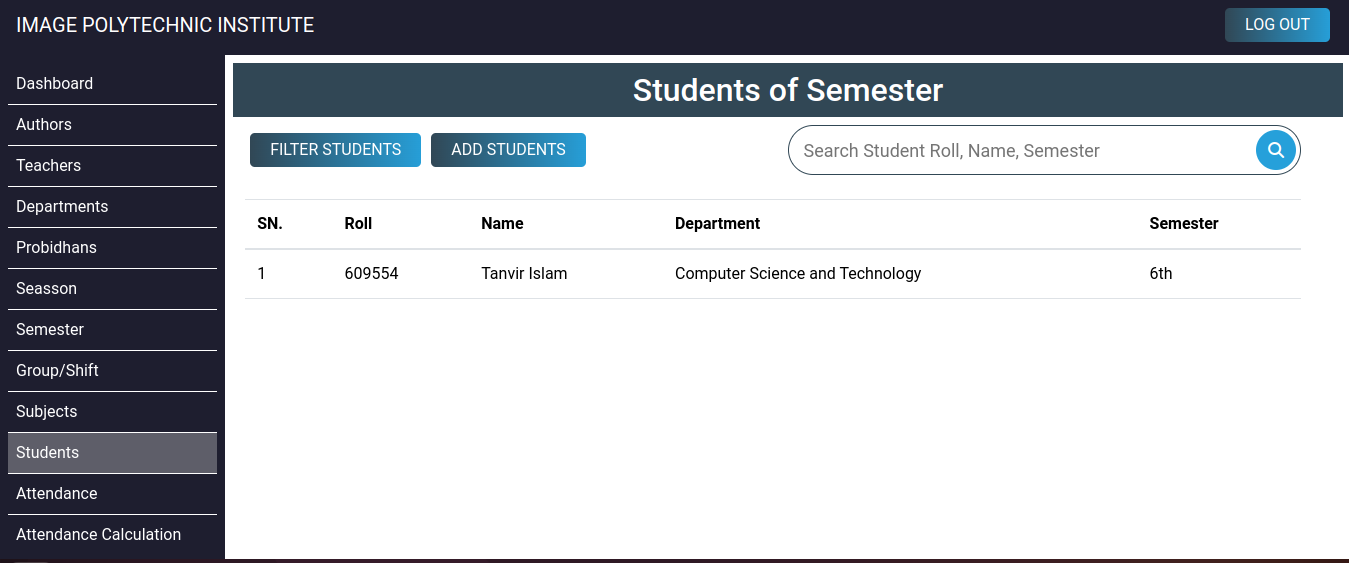 IMAGE POLYTECHNIC INSTITUTE
LOG OUT
Dashboard
Authors
Teachers
Departments
Probidhans
Seasson
Semester
Group/Shift
Subjects
Students
Attendance
Attendance Calculation
Students of Semester
FILTER STUDENTS ADD STUDENTS
Search Student Roll, Name, Semester
SN. Roll Name Department Semester
1 609554 Tanvir Islam Computer Science and Technology 6th